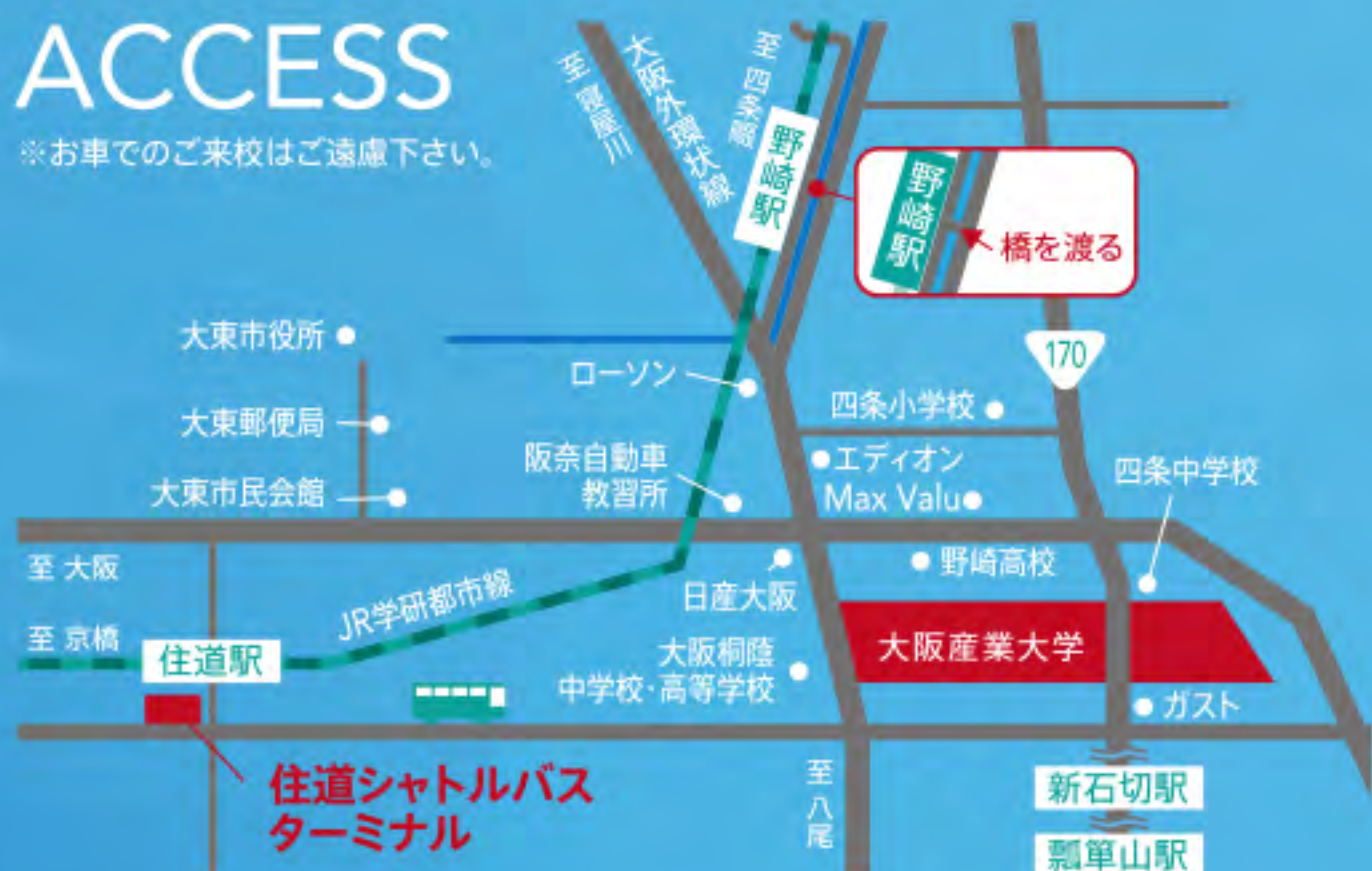 ACCESS
※お車でのご来校はご遠慮下さい。
至 寝屋川
大阪外環状線
至 四条畷
野崎駅
野崎駅
橋を渡る
大東市役所
ローソン
170
大東郵便局
四条小学校
阪奈自動車
教習所
エディオン
Max Valu
四条中学校
大東市民会館
至 大阪
野崎高校
JR学研都市線
日産大阪
至 京橋
住道駅
大阪桐蔭
中学校・高等学校
大阪産業大学
ガスト
住道シャトルバス
ターミナル
至 八尾
新石切駅
瓢箪山駅